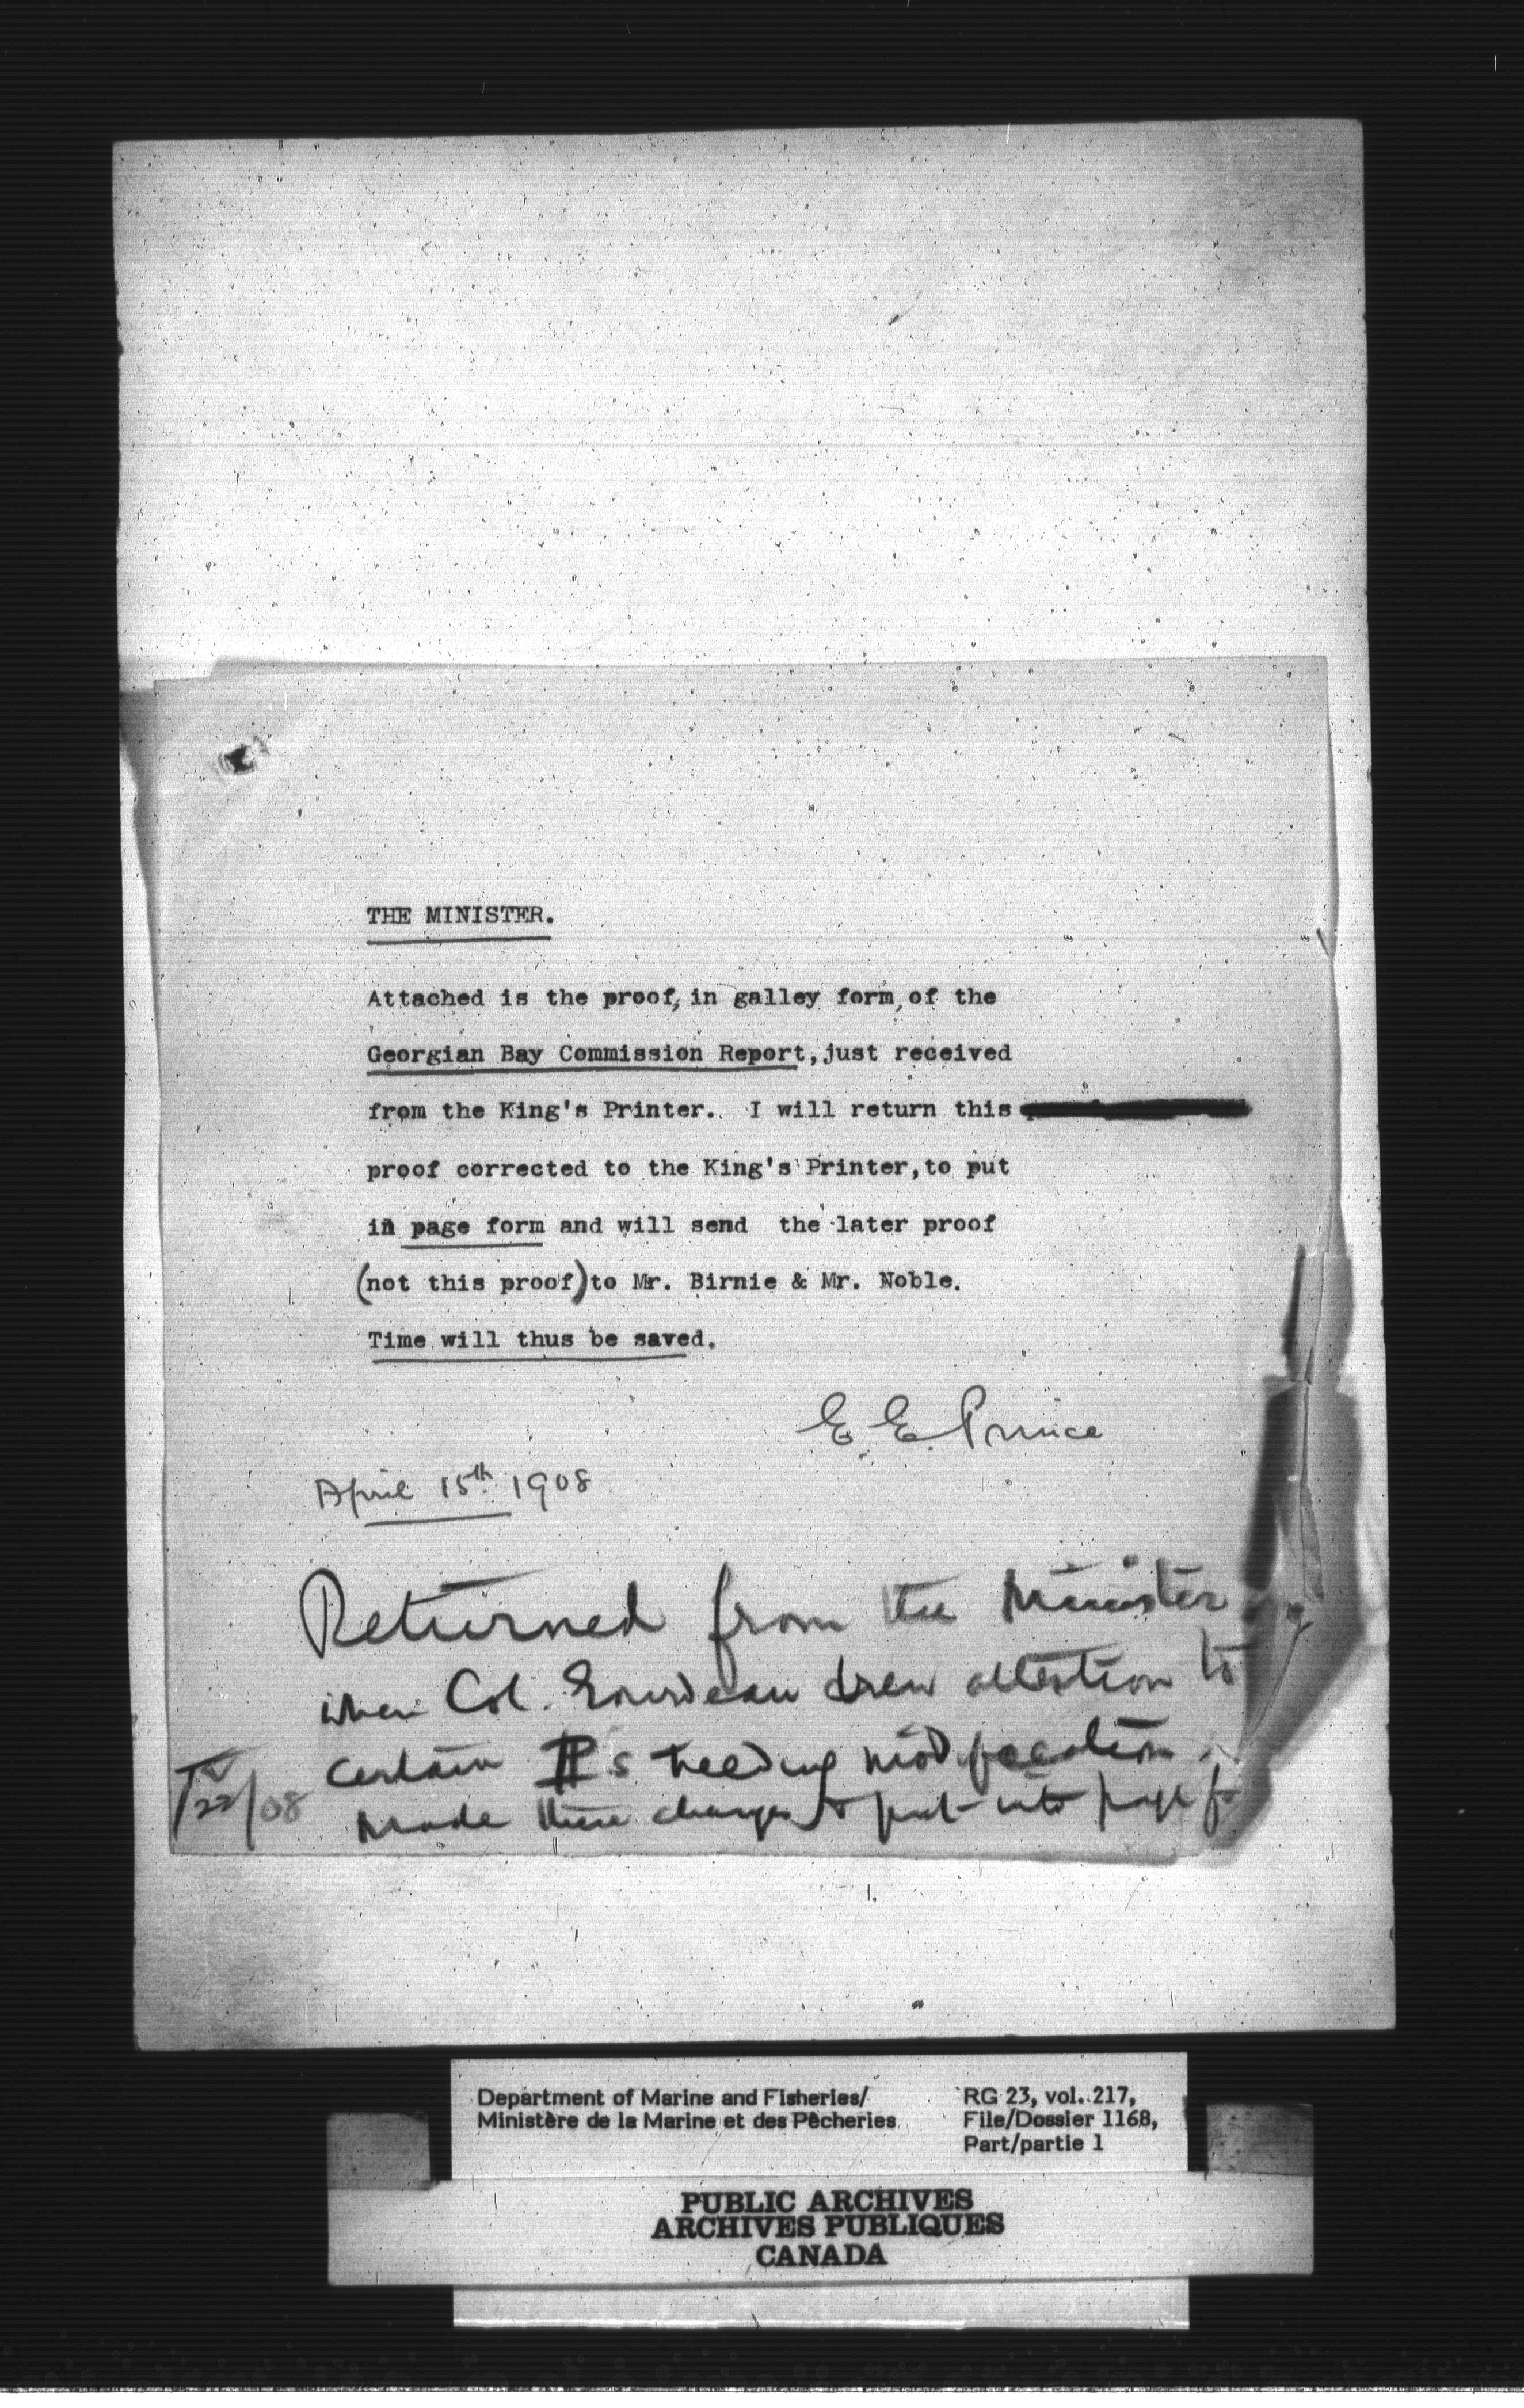 THE MINISTER.
Attached is the proof, in galley form, of the
Georgian Bay Commission Report, just received
from the King's Printer. I will return this
proof corrected to the King's Printer, to put
in page form and will send the later proof
(not this proof) to Mr. Birnie & Mr. Noble.
Time will thus be saved.
E. E. Prince
April 15th 1908
Returned from the Minister
when Col. Gourdeau drew attention to
certain ¶s needing modification.
Made these changes & put into page
22/08
Department of Marine and Fisheries/
Ministère de la Marine et des Pêcheries
RG 23, vol. 217,
File/Dossier 1168,
Part/partie 1
PUBLIC ARCHIVES
ARCHIVES PUBLIQUES
CANADA